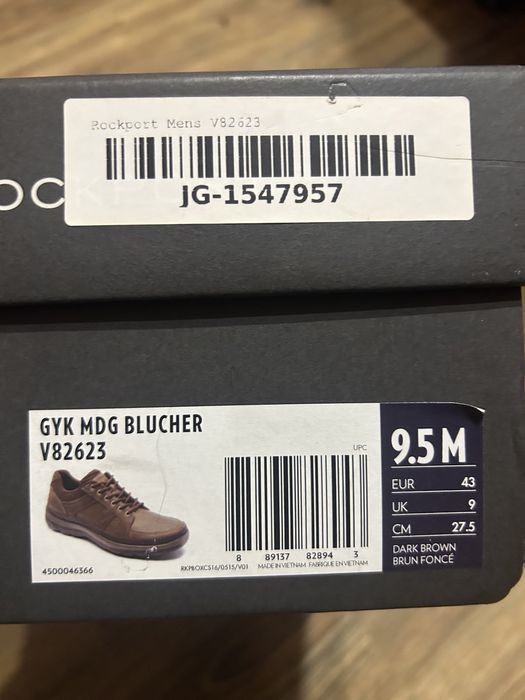 Rockport Mens V82623
OCKPO
JG-1547957
GYK MDG BLUCHER
V82623
UPC
9.5 M
EUR 43
UK 9
CM 27.5
DARK BROWN
BRUN FONCÉ
8 89137 82894 3
4500046366
RKPBOXCS16/0515/V01 MADE IN VIETNAM FABRIQUE EN VIETNAM